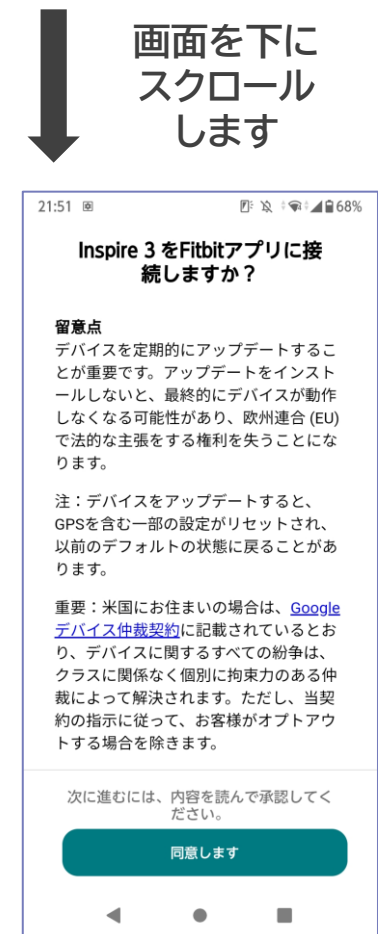 画面を下に
スクロール
します
21:51
68%
Inspire 3 をFitbitアプリに接
続しますか？
留意点
デバイスを定期的にアップデートするこ
とが重要です。アップデートをインスト
ールしないと、最終的にデバイスが動作
しなくなる可能性があり、欧州連合 (EU)
で法的な主張をする権利を失うことにな
ります。
注：デバイスをアップデートすると、
GPSを含む一部の設定がリセットされ、
以前のデフォルトの状態に戻ることがあ
ります。
重要：米国にお住まいの場合は、Google
デバイス仲裁契約に記載されているとお
り、デバイスに関するすべての紛争は、
クラスに関係なく個別に拘束力のある仲
裁によって解決されます。ただし、当契
約の指示に従って、お客様がオプトアウ
トする場合を除きます。
次に進むには、内容を読んで承認してく
ださい。
同意します